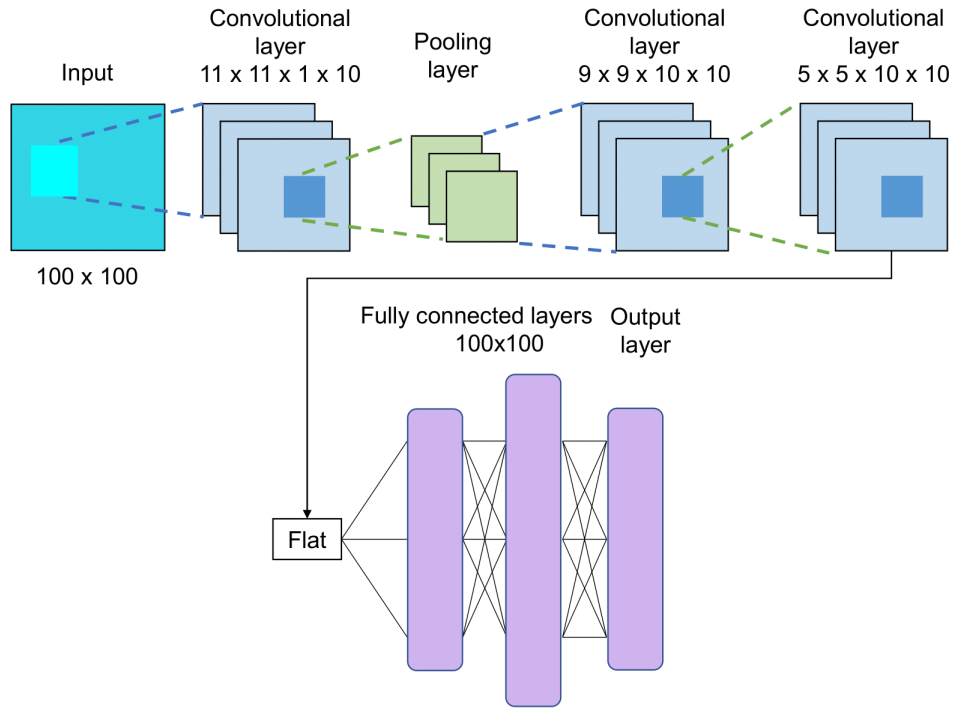 Input
100 x 100
Convolutional
layer
11 x 11 x 1 x 10
Pooling
layer
Convolutional
layer
9 x 9 x 10 x 10
Convolutional
layer
5 x 5 x 10 x 10
Fully connected layers
100x100
Output
layer
Flat